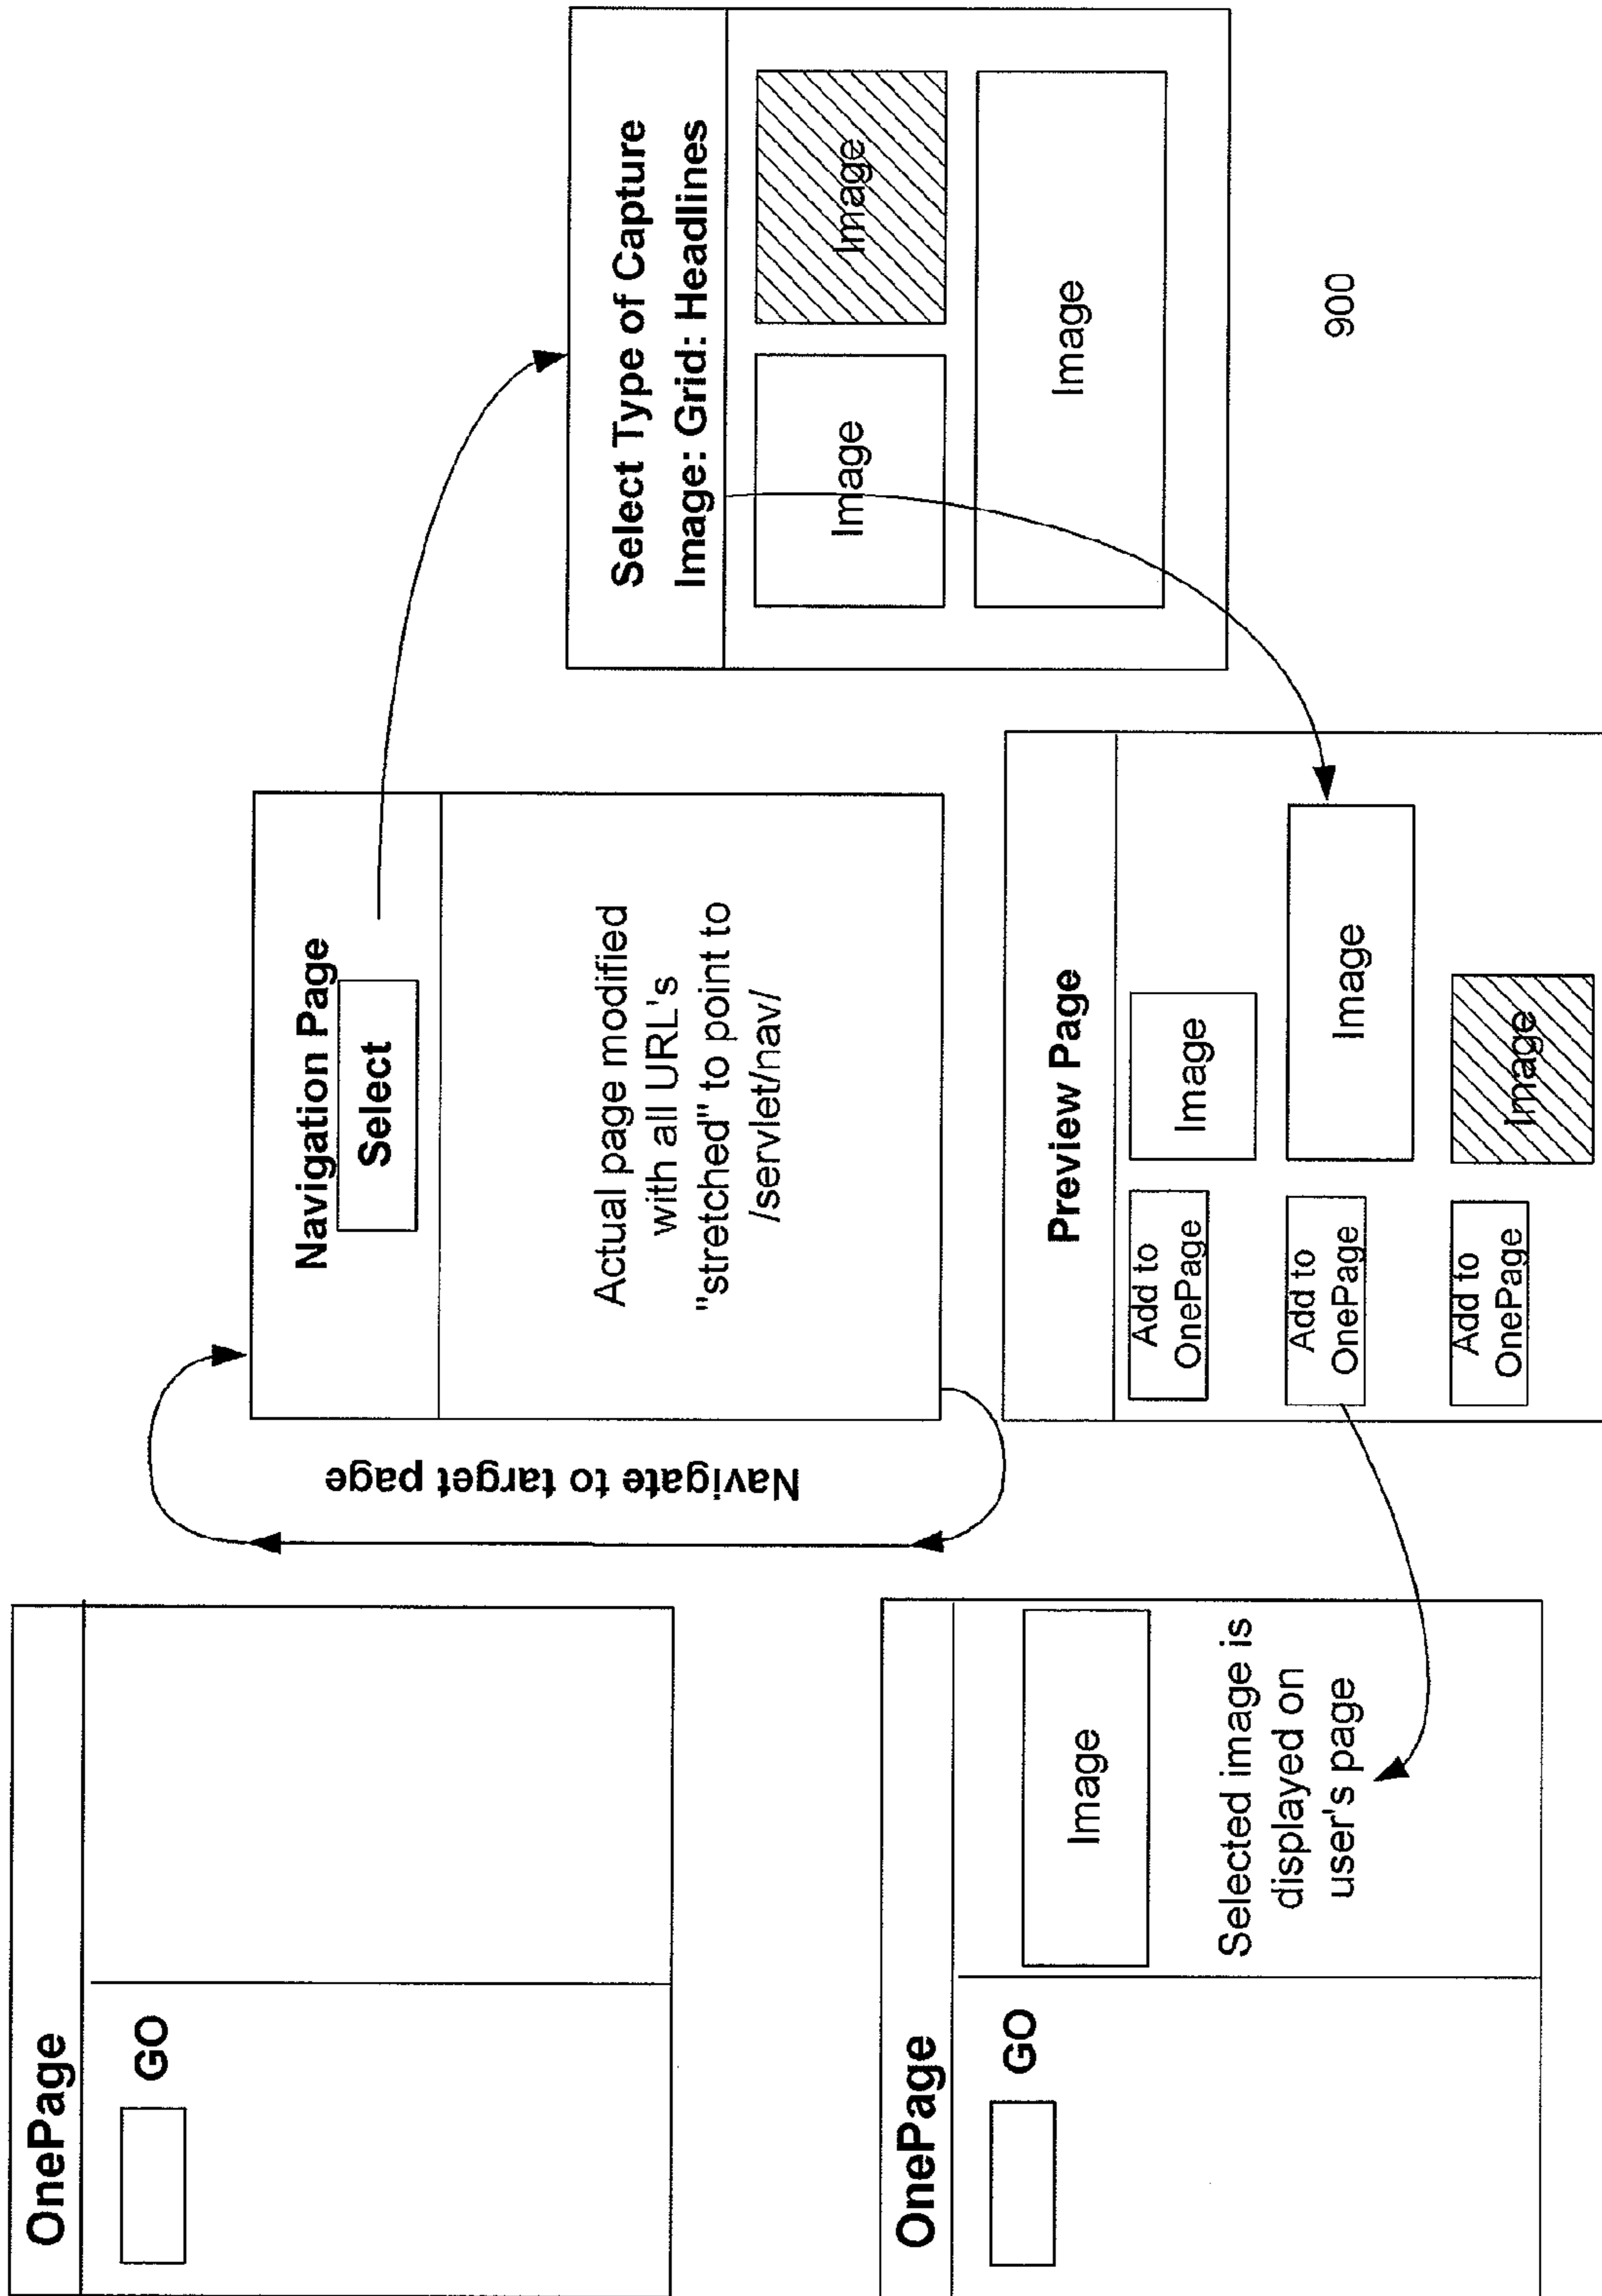 OnePage
GO
Navigate to target page
Navigation Page
Select
Actual page modified
with all URL's
"stretched" to point to
/servlet/nav/
Select Type of Capture
Image: Grid: Headlines
Image
Image
Image
900
Preview Page
Add to
OnePage
Image
Add to
OnePage
Image
Add to
OnePage
Image
OnePage
GO
Image
Selected image is
displayed on
user's page